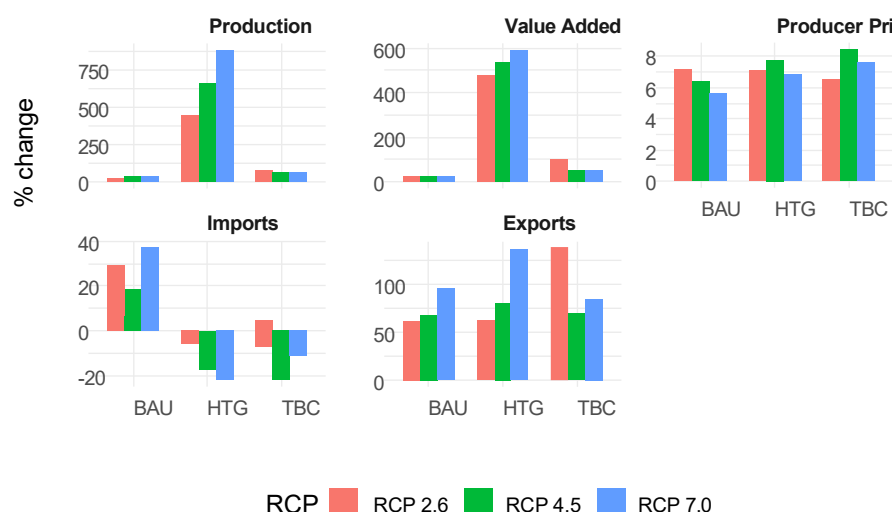 Production
Value Added
Producer Pri
% change
750
500
250
0
600
400
200
0
8
6
4
2
0
BAU HTG TBC
Imports
Exports
40
20
0
-20
100
50
0
BAU HTG TBC
BAU HTG TBC
RCP RCP 2.6 RCP 4.5 RCP 7.0